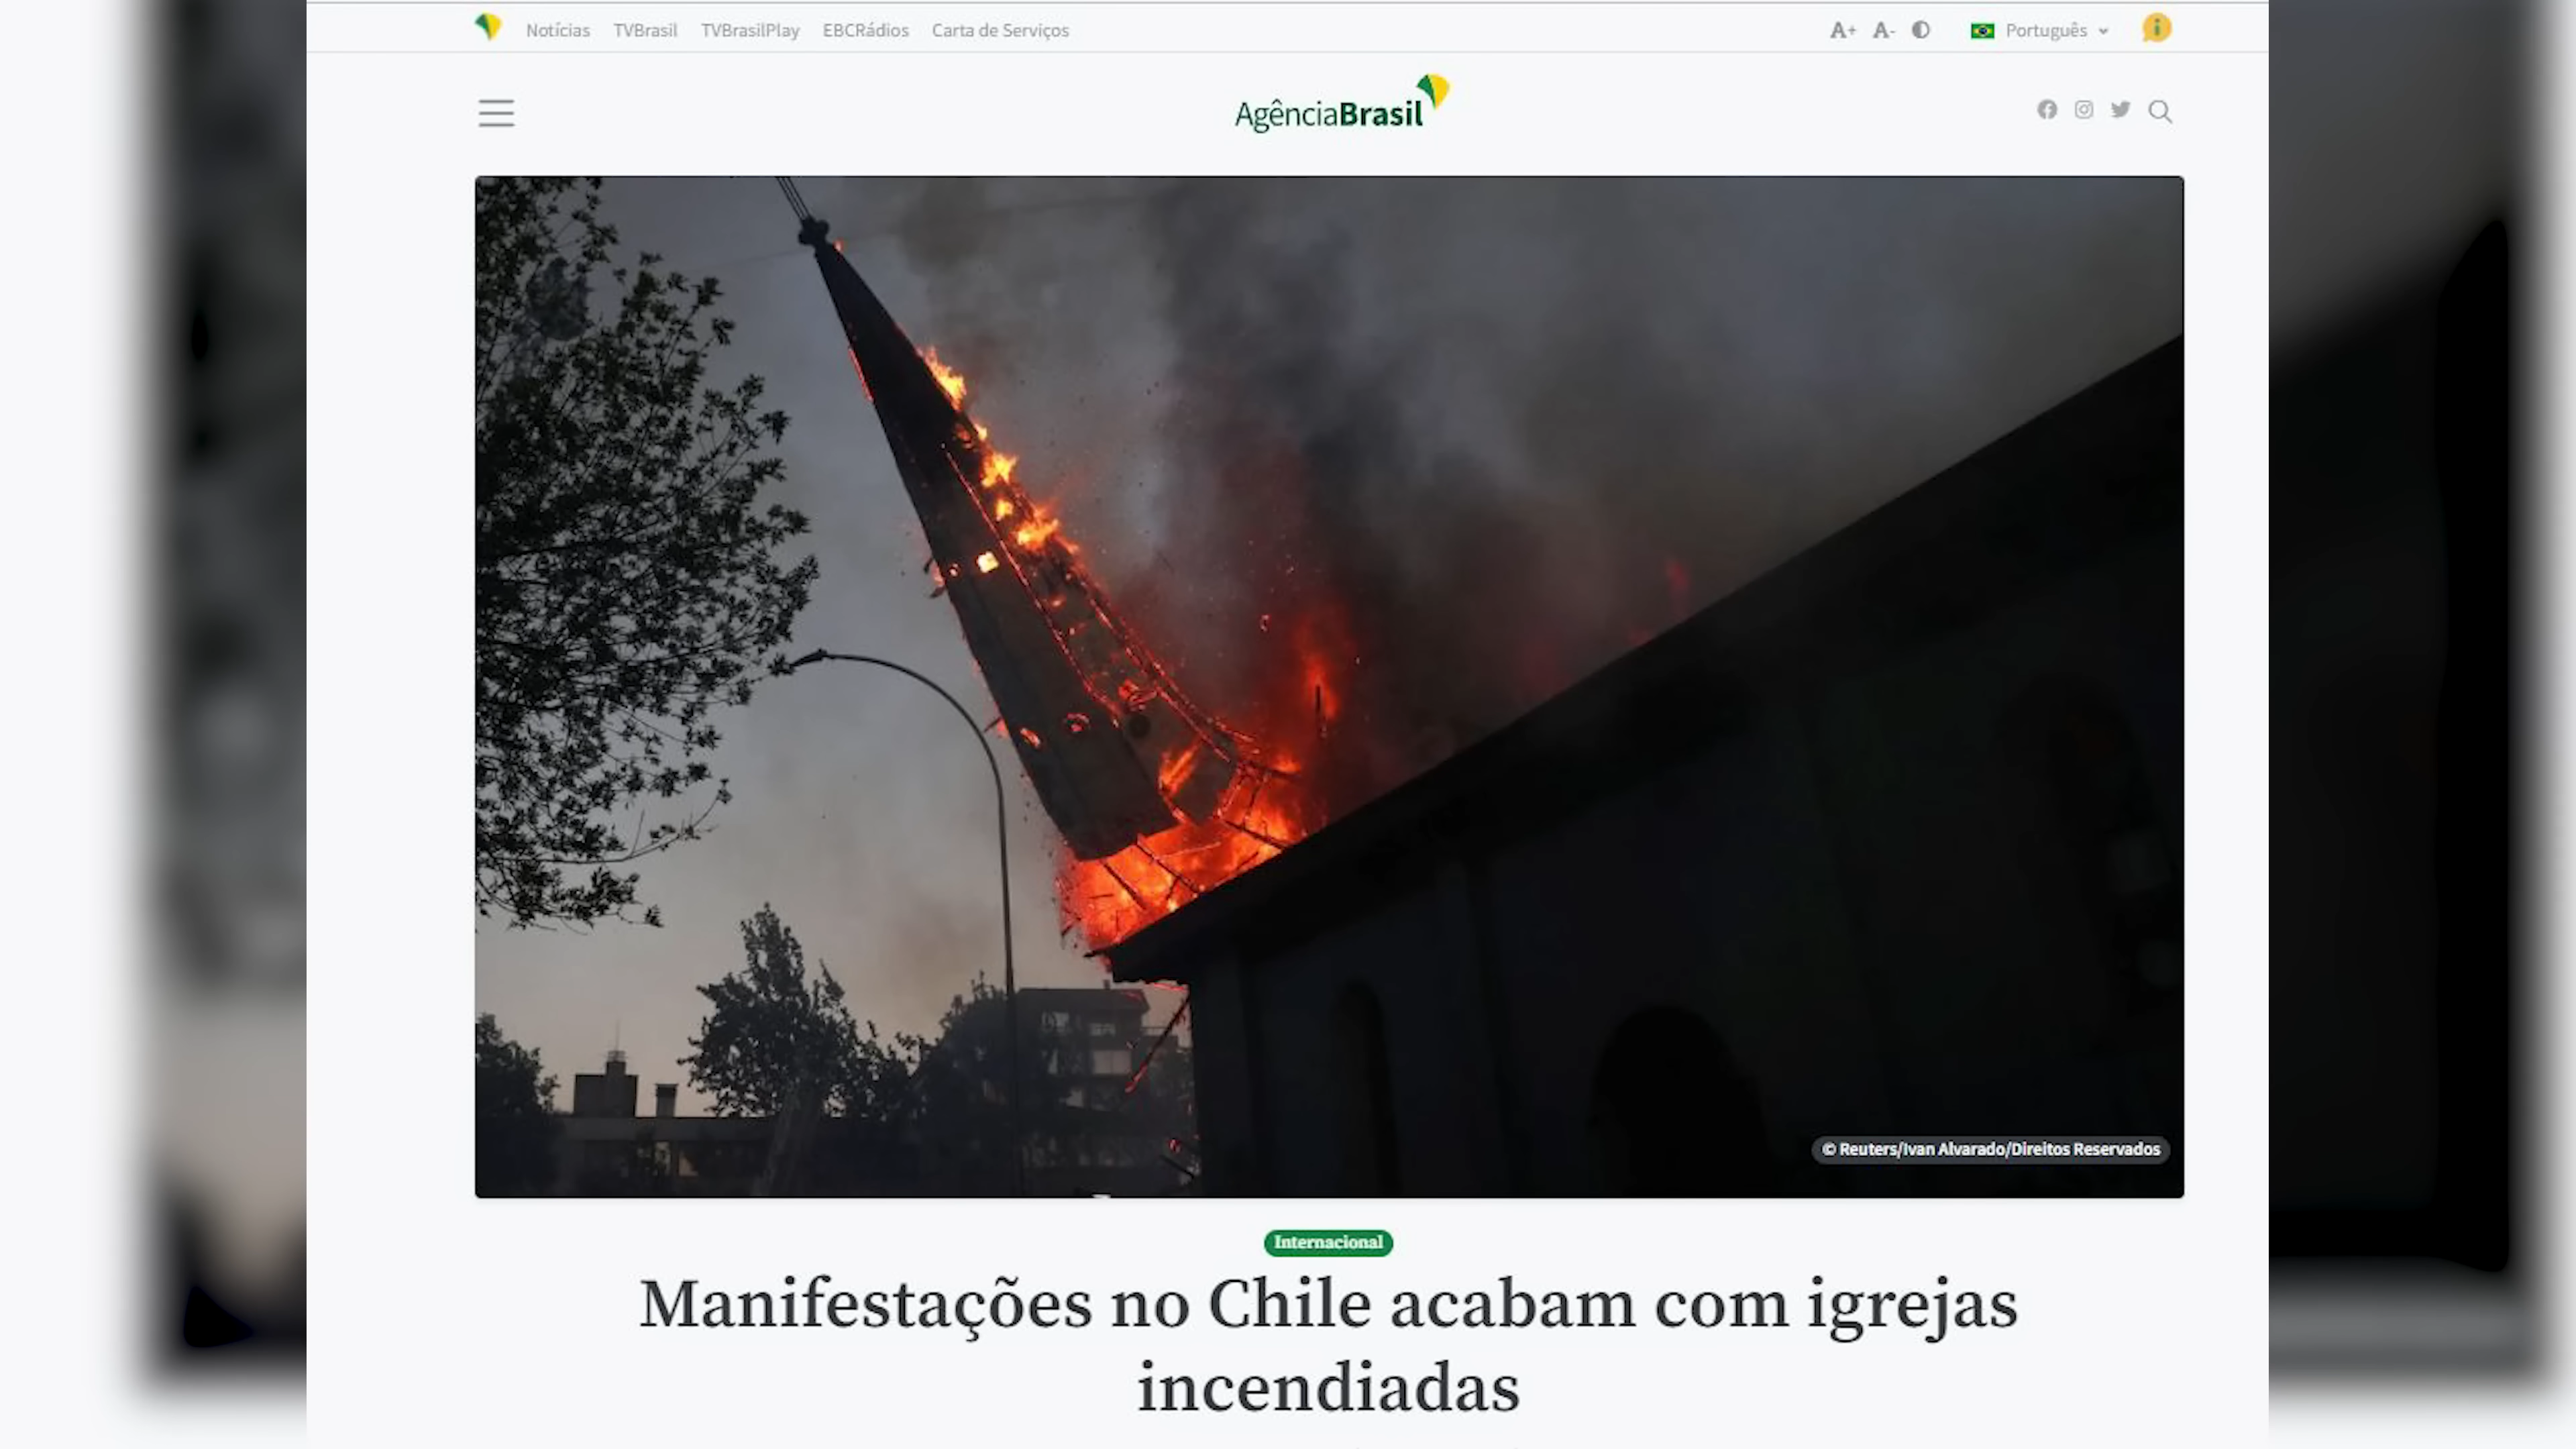 Notícias TVBrasil TVBrasilPlay EBCRádios Carta de Serviços A+ A- Português
AgênciaBrasil
© Reuters/Ivan Alvarado/Direitos Reservados
Internacional
Manifestações no Chile acabam com igrejas
incendiadas